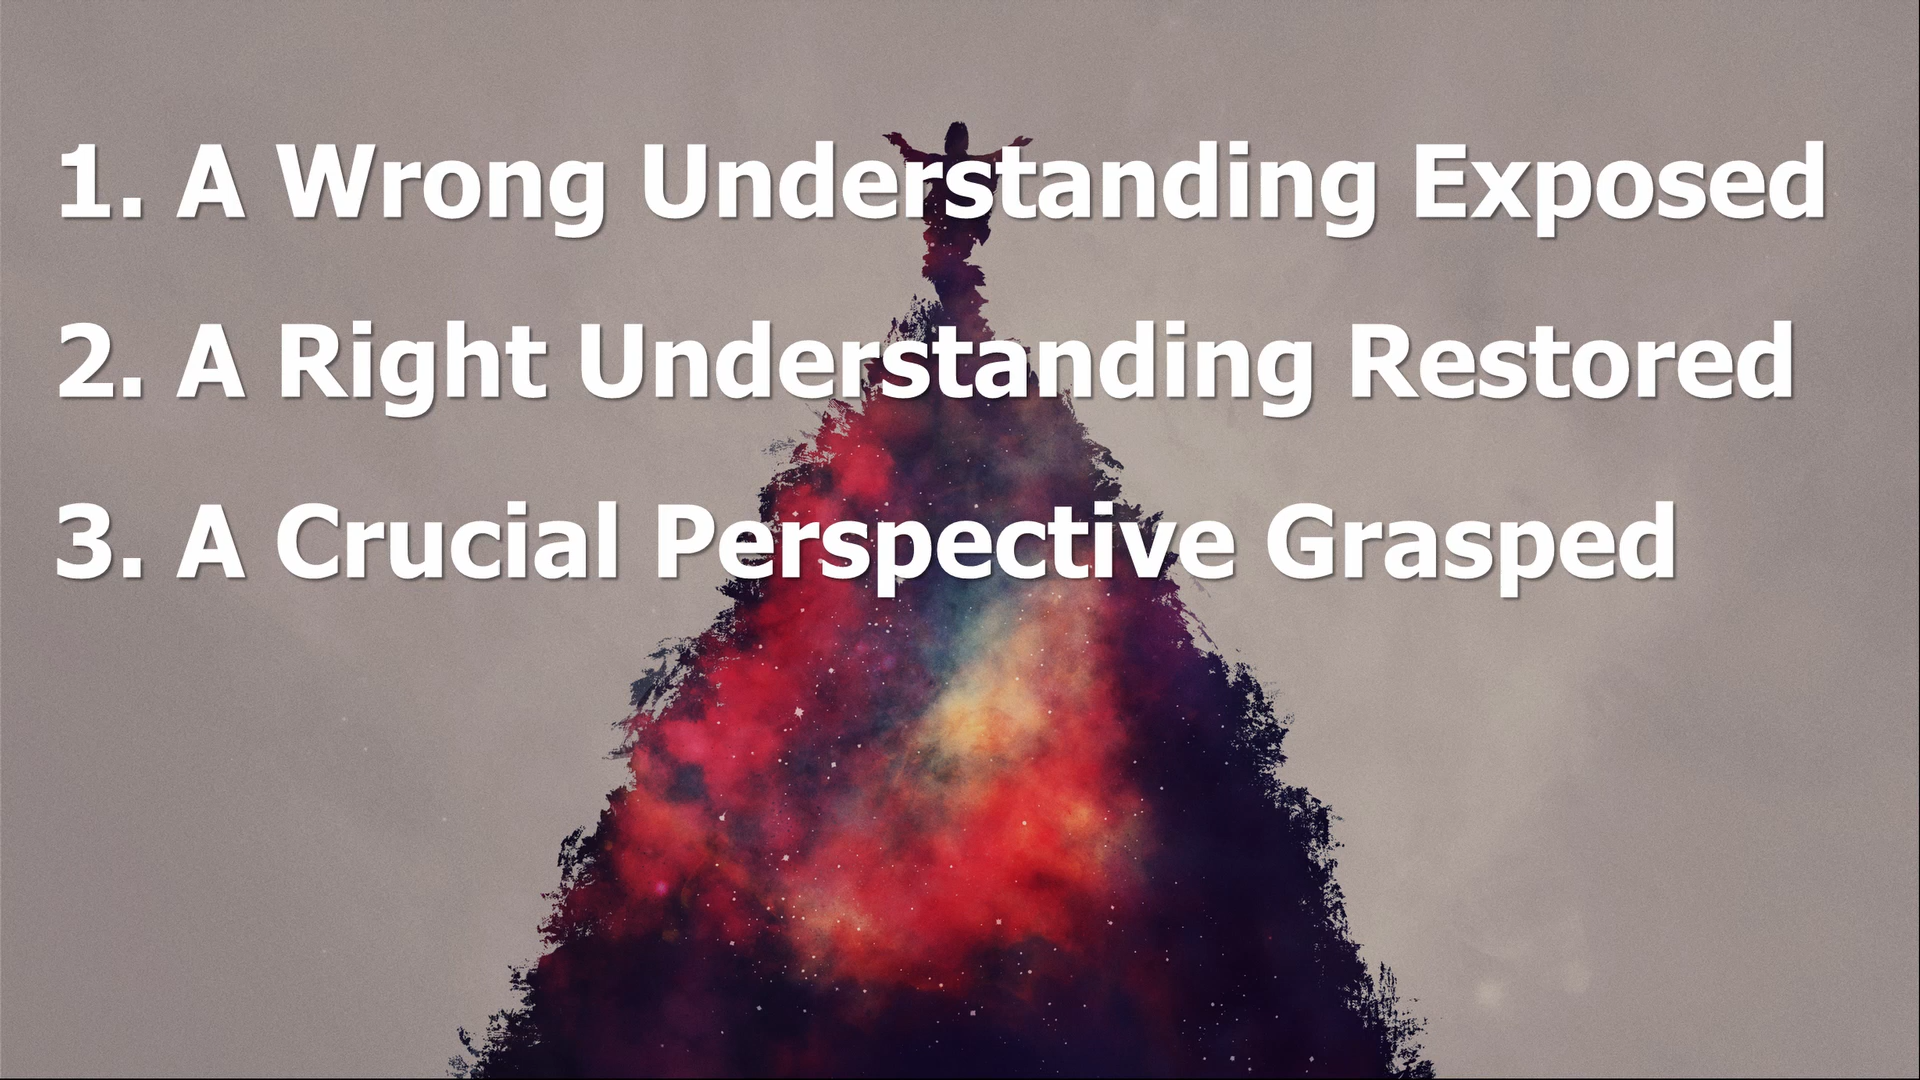 1. A Wrong Understanding Exposed
2. A Right Understanding Restored
3. A Crucial Perspective Grasped